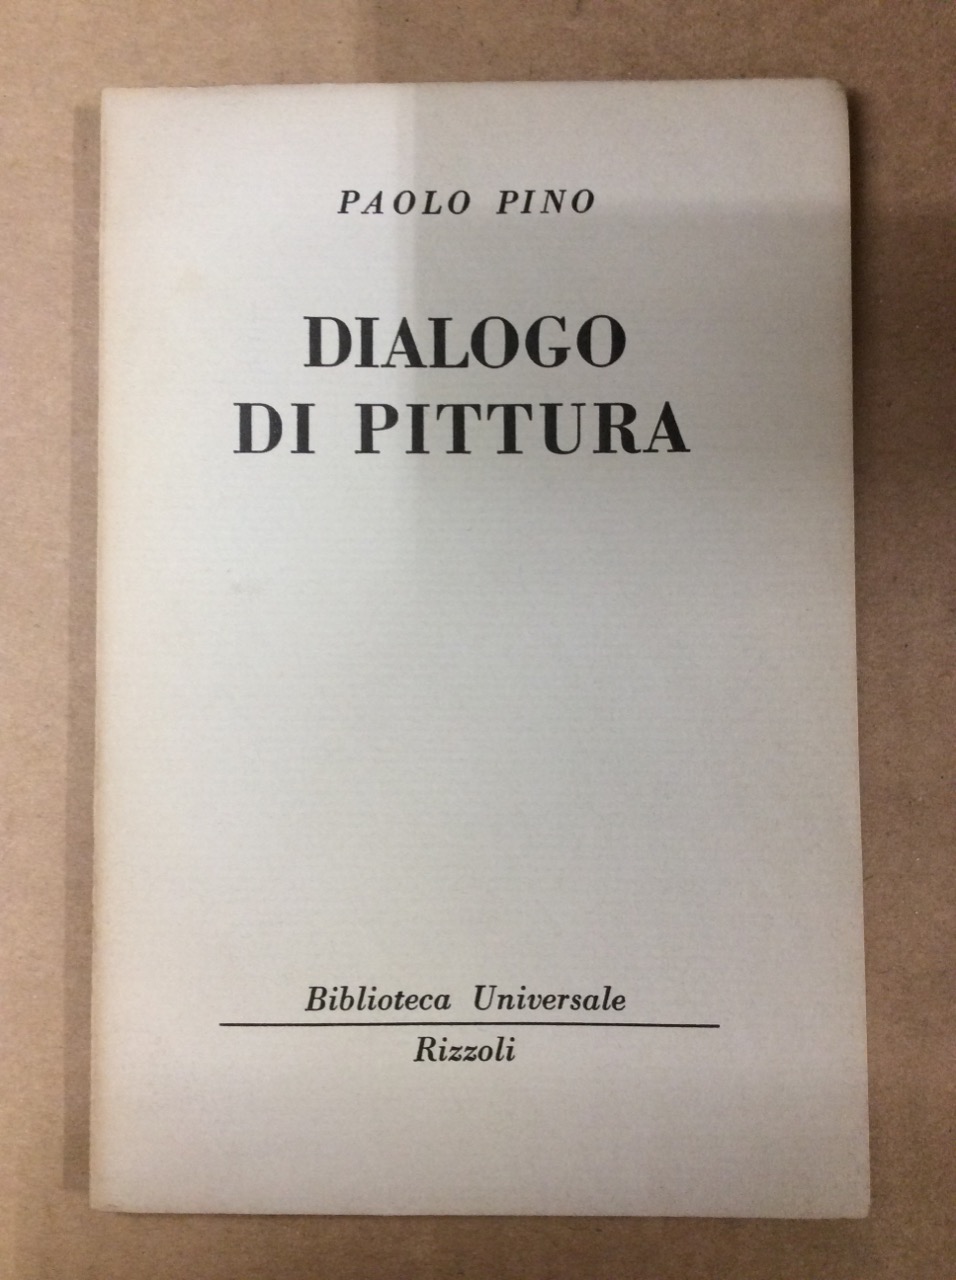 PAOLO PINO
DIALOGO
DI PITTURA
Biblioteca Universale
Rizzoli